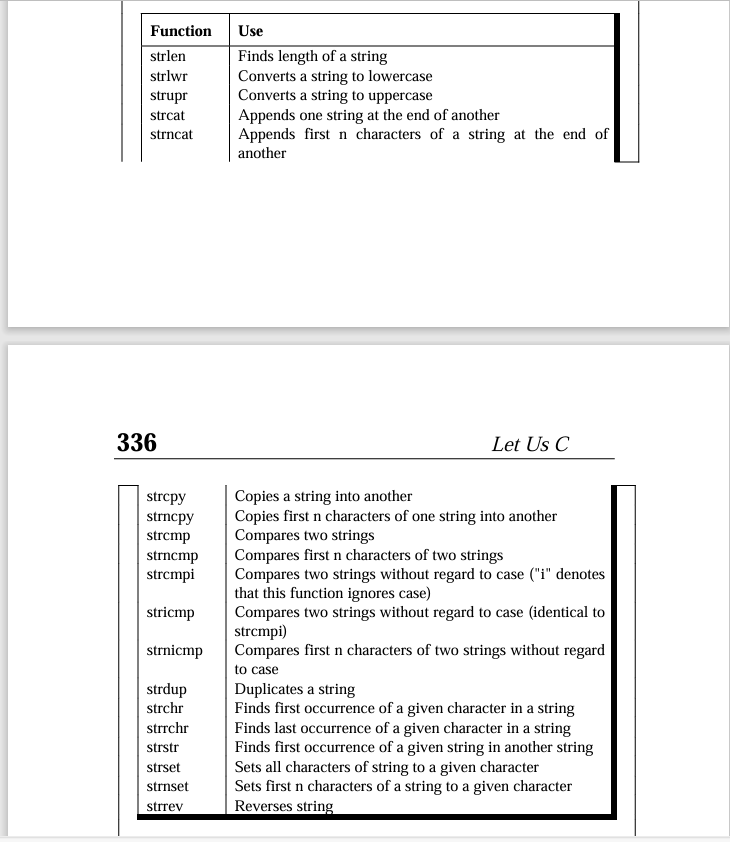 Function Use
strlen Finds length of a string
strlwr Converts a string to lowercase
strupr Converts a string to uppercase
strcat Appends one string at the end of another
strncat Appends first n characters of a string at the end of
another
336 Let Us C
strcpy Copies a string into another
strncpy Copies first n characters of one string into another
strcmp Compares two strings
strncmp Compares first n characters of two strings
strcmpi Compares two strings without regard to case ("i" denotes
that this function ignores case)
stricmp Compares two strings without regard to case (identical to
strcmpi)
strnicmp Compares first n characters of two strings without regard
to case
strdup Duplicates a string
strchr Finds first occurrence of a given character in a string
strrchr Finds last occurrence of a given character in a string
strstr Finds first occurrence of a given string in another string
strset Sets all characters of string to a given character
strnset Sets first n characters of a string to a given character
strrev Reverses string